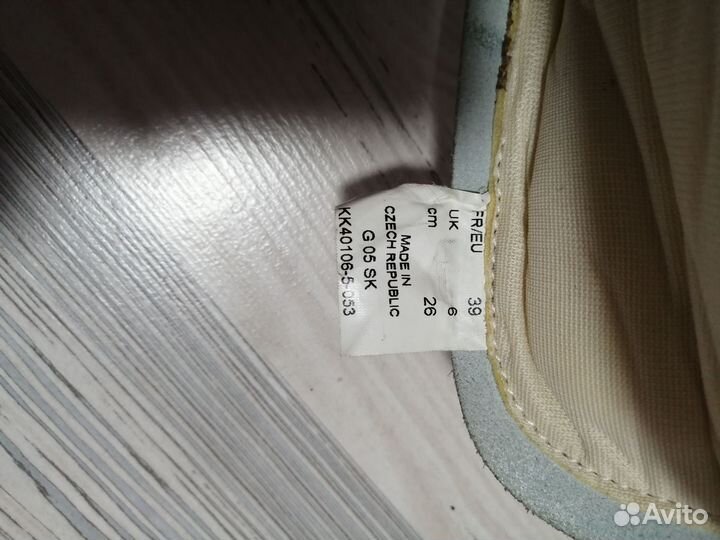 FR/EU 39
UK 6
cm 26
MADE IN
CZECH REPUBLIC
G 05 SK
KK40106-5-053
Avito